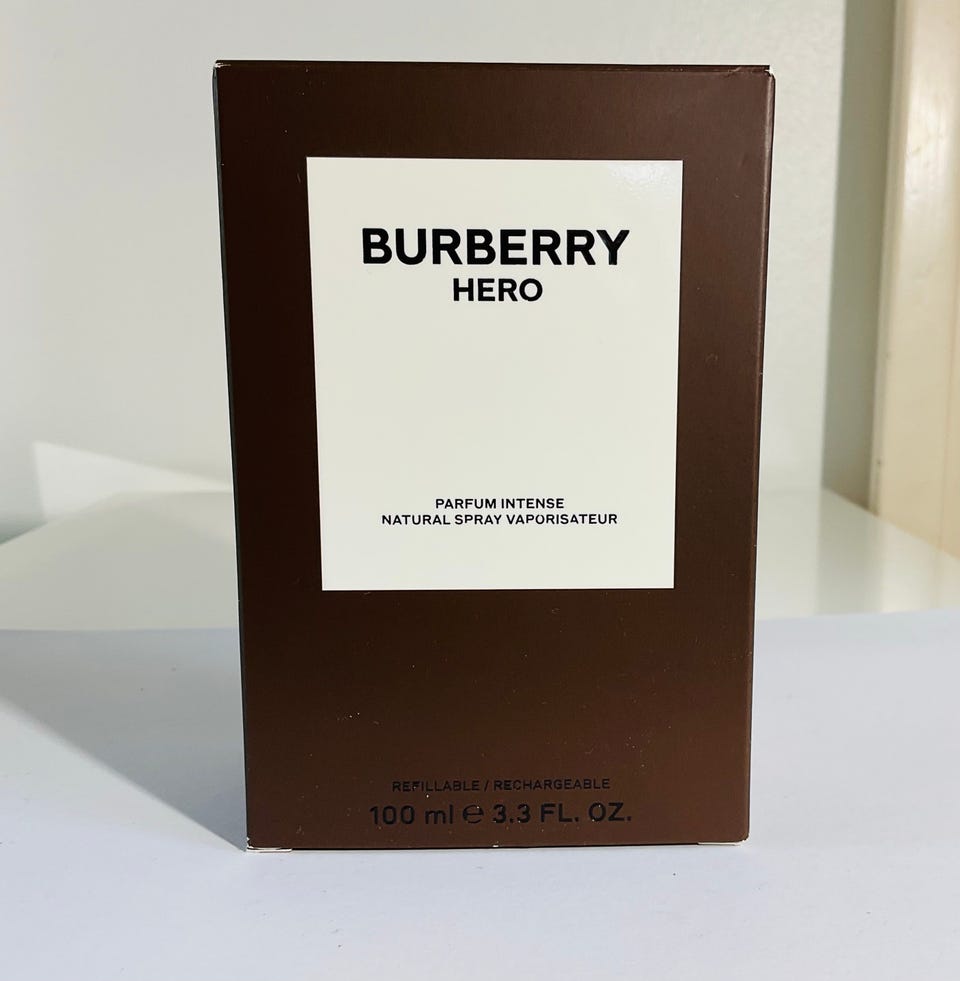 BURBERRY
HERO
PARFUM INTENSE
NATURAL SPRAY VAPORISATEUR
REFILLABLE / RECHARGEABLE
100 ml ℮ 3.3 FL. OZ.